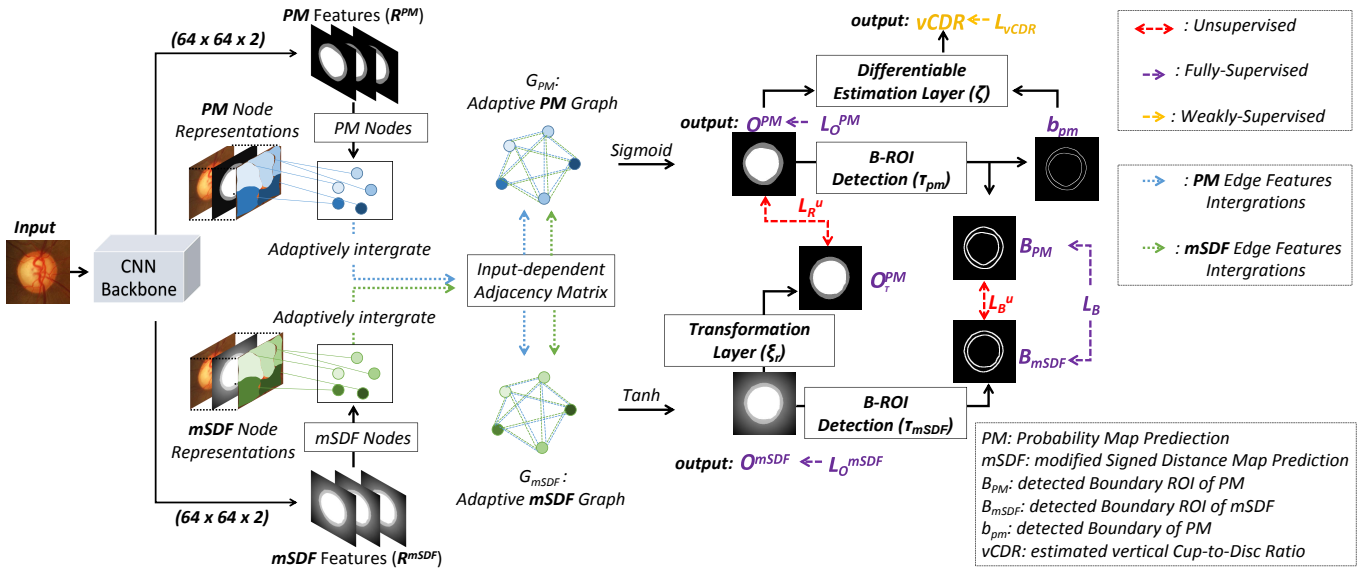 PM Features (R^PM)
(64 x 64 x 2)
PM Node
Representations
PM Nodes
Adaptively intergrate
Input
CNN
Backbone
Adaptively intergrate
mSDF Node
Representations
mSDF Nodes
(64 x 64 x 2)
mSDF Features (R^mSDF)
G_PM:
Adaptive PM Graph
Input-dependent
Adjacency Matrix
G_mSDF:
Adaptive mSDF Graph
Sigmoid
Tanh
output: vCDR L_vCDR
Differentiable
Estimation Layer (ζ)
output: O^PM L_O^PM
b_pm
B-ROI
Detection (τ_pm)
L_R^u
O_τ^PM
Transformation
Layer (ξ_r)
B_PM
L_B^u
L_B
B_mSDF
B-ROI
Detection (τ_mSDF)
output: O^mSDF L_O^mSDF
: Unsupervised
: Fully-Supervised
: Weakly-Supervised
: PM Edge Features
Intergrations
: mSDF Edge Features
Intergrations
PM: Probability Map Prediection
mSDF: modified Signed Distance Map Prediction
B_PM: detected Boundary ROI of PM
B_mSDF: detected Boundary ROI of mSDF
b_pm: detected Boundary of PM
vCDR: estimated vertical Cup-to-Disc Ratio